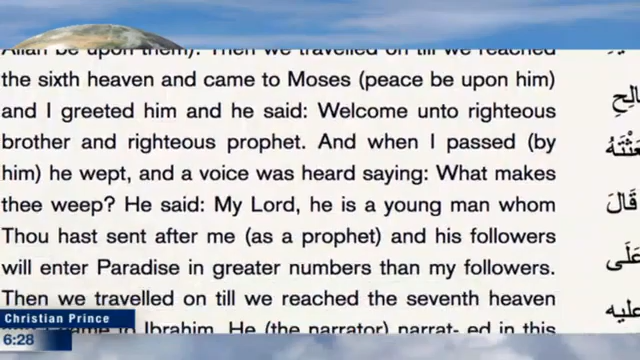 Allah be upon them). Then we travelled on till we reached
the sixth heaven and came to Moses (peace be upon him)
and I greeted him and he said: Welcome unto righteous
brother and righteous prophet. And when I passed (by
him) he wept, and a voice was heard saying: What makes
thee weep? He said: My Lord, he is a young man whom
Thou hast sent after me (as a prophet) and his followers
will enter Paradise in greater numbers than my followers.
Then we travelled on till we reached the seventh heaven
Ibrahim. He (the narrator) narrat- ed in this
قَالَ
عَلَى
عليه
Christian Prince
6:28